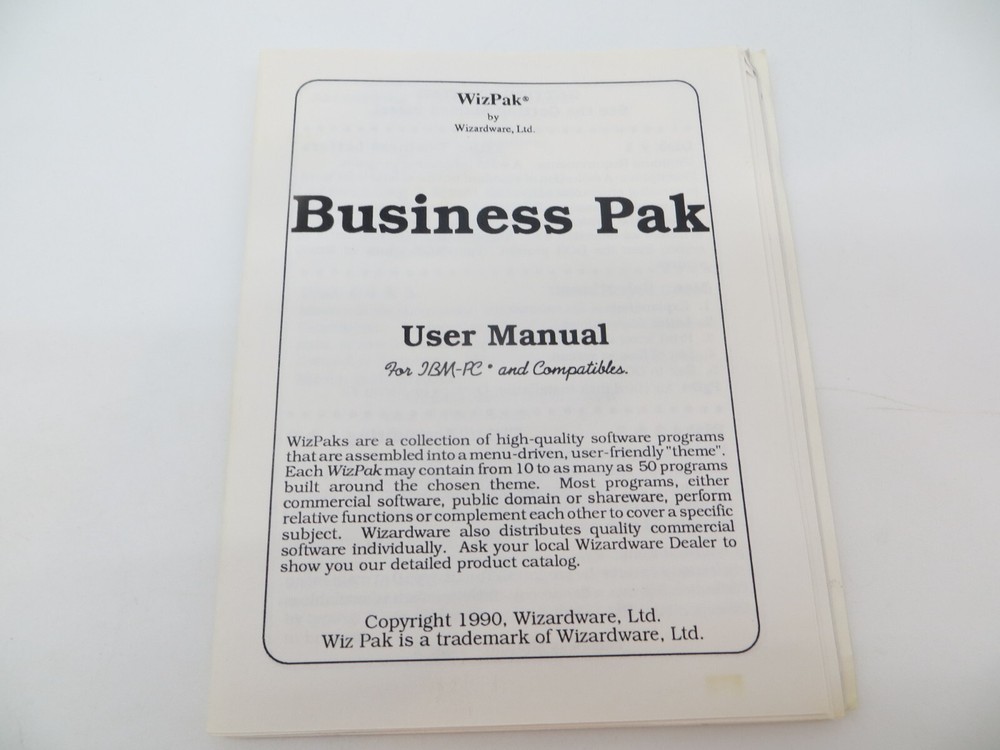 WizPak®
by
Wizardware, Ltd.
Business Pak
User Manual
For IBM-PC® and Compatibles.
WizPaks are a collection of high-quality software programs
that are assembled into a menu-driven, user-friendly "theme".
Each WizPak may contain from 10 to as many as 50 programs
built around the chosen theme. Most programs, either
commercial software, public domain or shareware, perform
relative functions or complement each other to cover a specific
subject. Wizardware also distributes quality commercial
software individually. Ask your local Wizardware Dealer to
show you our detailed product catalog.
Copyright 1990, Wizardware, Ltd.
Wiz Pak is a trademark of Wizardware, Ltd.